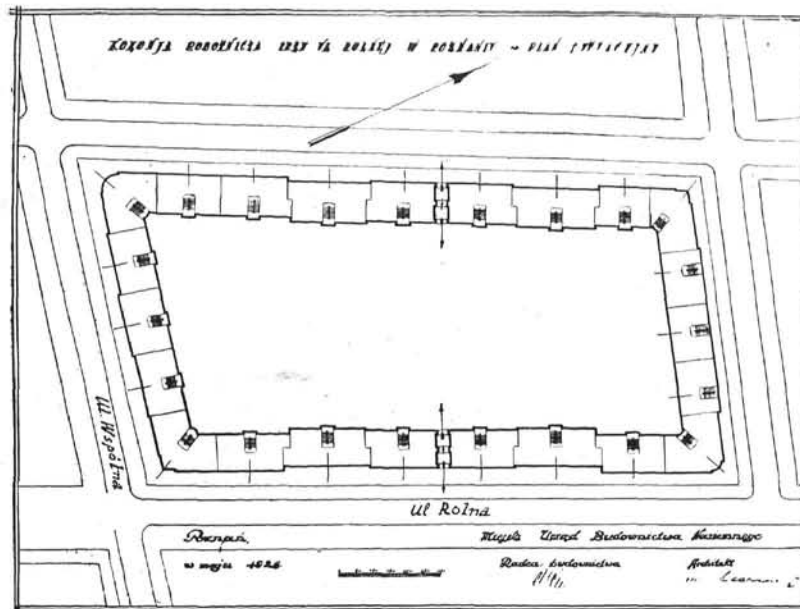 KOLONJA ROBOTNICZA PRZY UL ROLNEJ W POZNANIU ~ PLAN SYTUACYJNY
Ul. Wspólna
Ul Rolna
Poznań,
w maju 192
Miejski Urząd Budownictwa Naziemnego
Radca budownictwa
Architekt